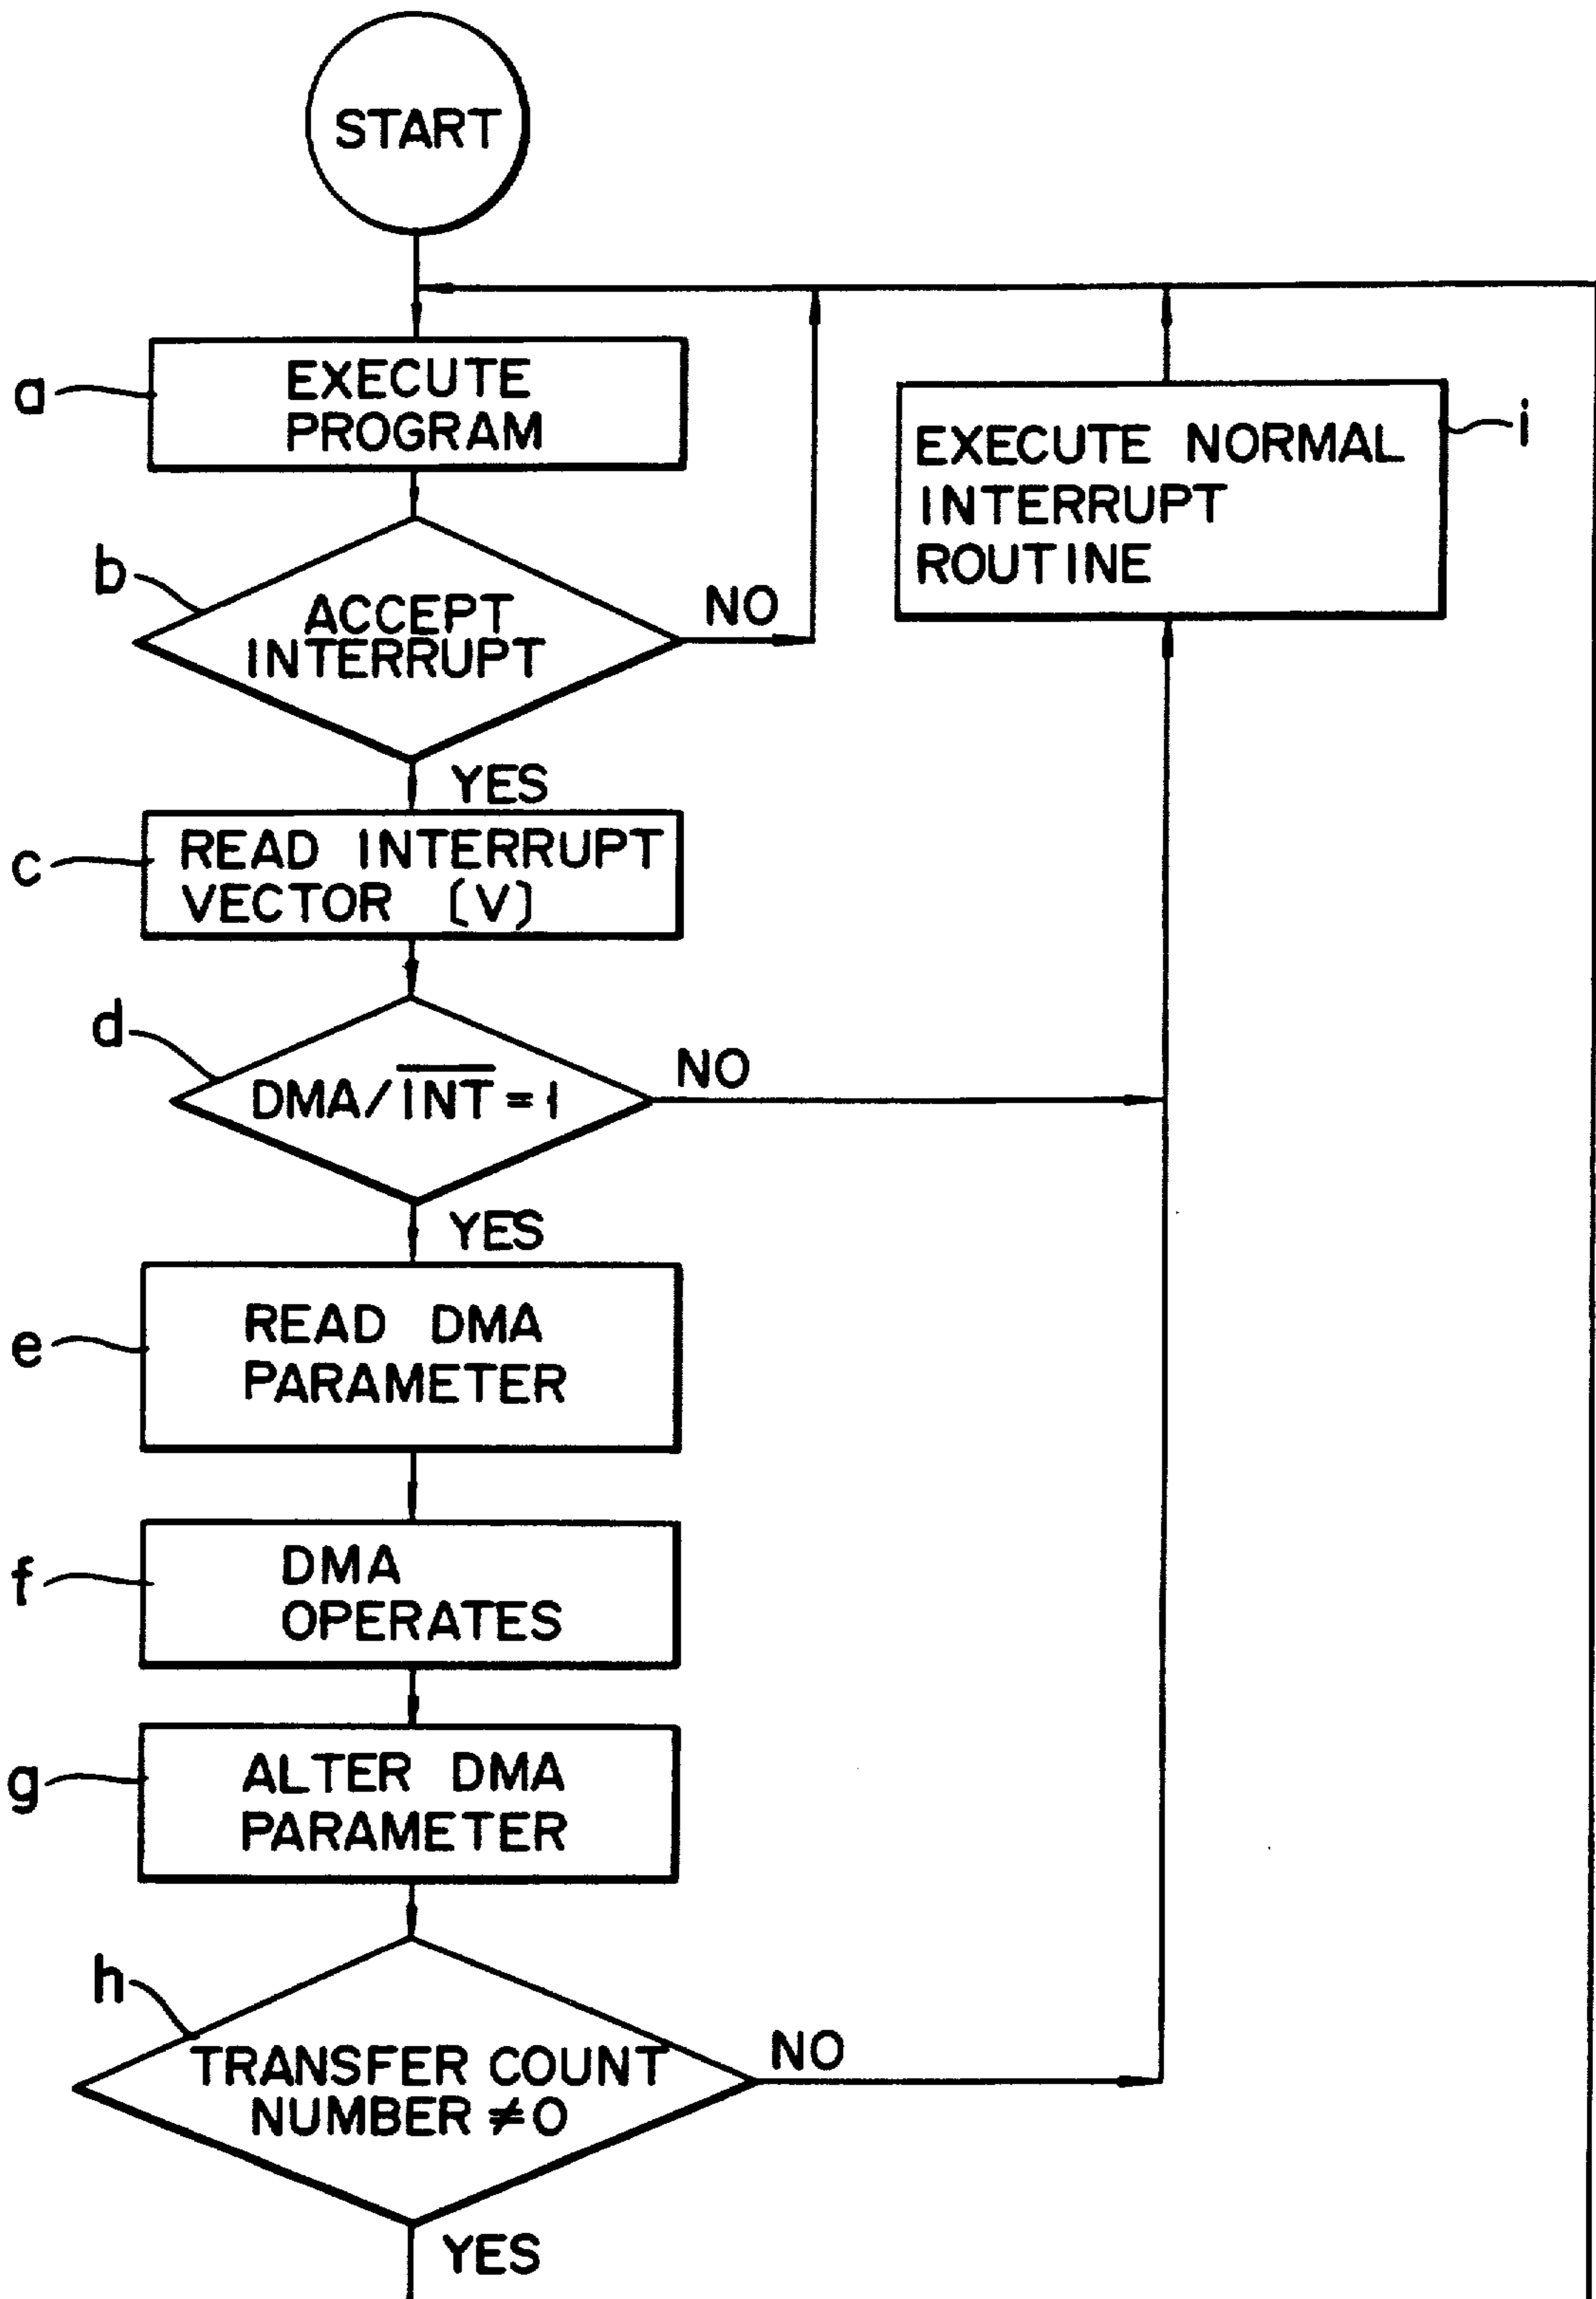 START
a
EXECUTE
PROGRAM
EXECUTE NORMAL
INTERRUPT
ROUTINE
i
b
ACCEPT
INTERRUPT
NO
YES
c
READ INTERRUPT
VECTOR [V]
d
DMA/I̅N̅T̅ = 1
NO
YES
e
READ DMA
PARAMETER
f
DMA
OPERATES
g
ALTER DMA
PARAMETER
h
TRANSFER COUNT
NUMBER ≠ 0
NO
YES